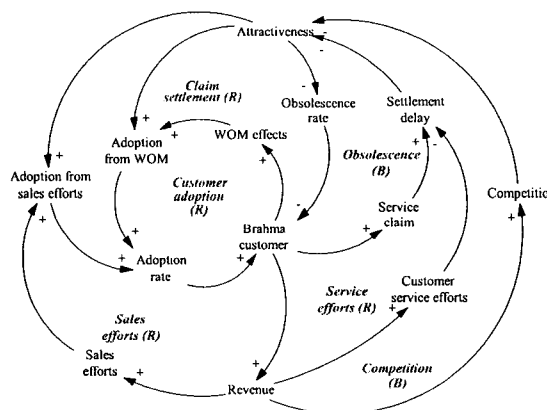 Attractiveness
Claim
settlement (R)
Obsolescence
rate
Settlement
delay
WOM effects
Adoption
from WOM
Obsolescence
(B)
Adoption from
sales efforts
Customer
adoption
(R)
Competitio
Service
claim
Brahma
customer
Adoption
rate
Customer
service efforts
Service
efforts (R)
Sales
efforts (R)
Sales
efforts
Competition
(B)
Revenue